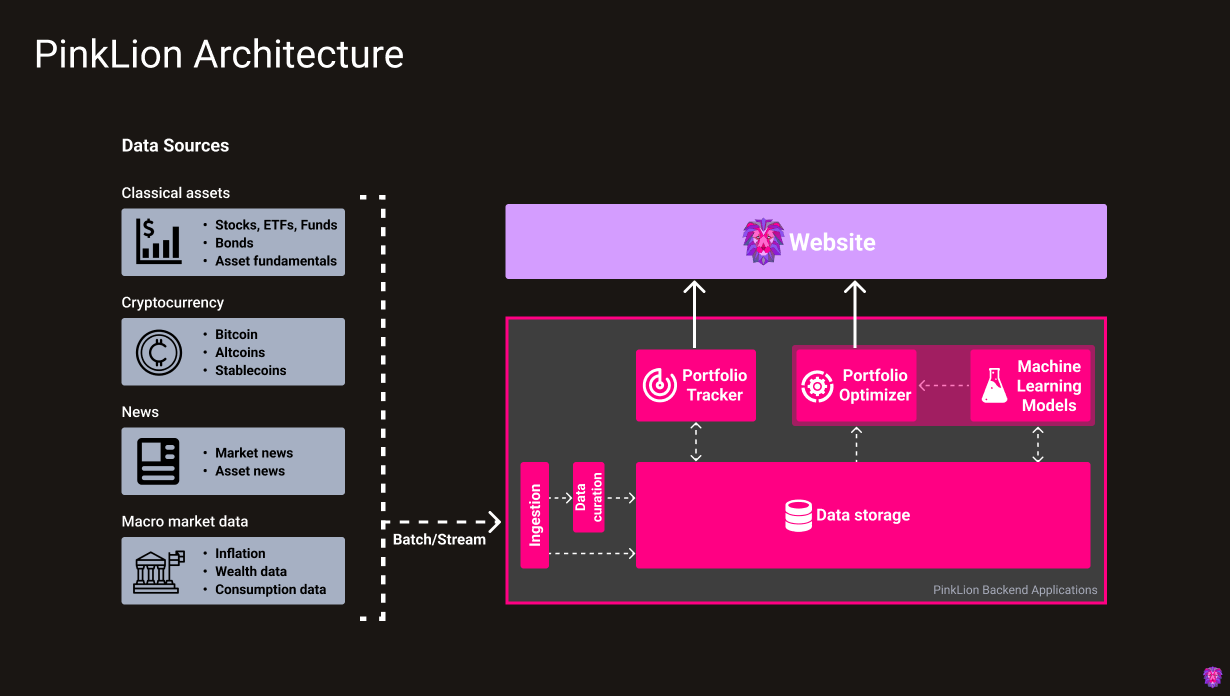 PinkLion Architecture
Data Sources
Classical assets
• Stocks, ETFs, Funds
• Bonds
• Asset fundamentals
Cryptocurrency
• Bitcoin
• Altcoins
• Stablecoins
News
• Market news
• Asset news
Macro market data
• Inflation
• Wealth data
• Consumption data
Batch/Stream
Website
Portfolio
Tracker
Portfolio
Optimizer
Machine
Learning
Models
Ingestion
Data
curation
Data storage
PinkLion Backend Applications